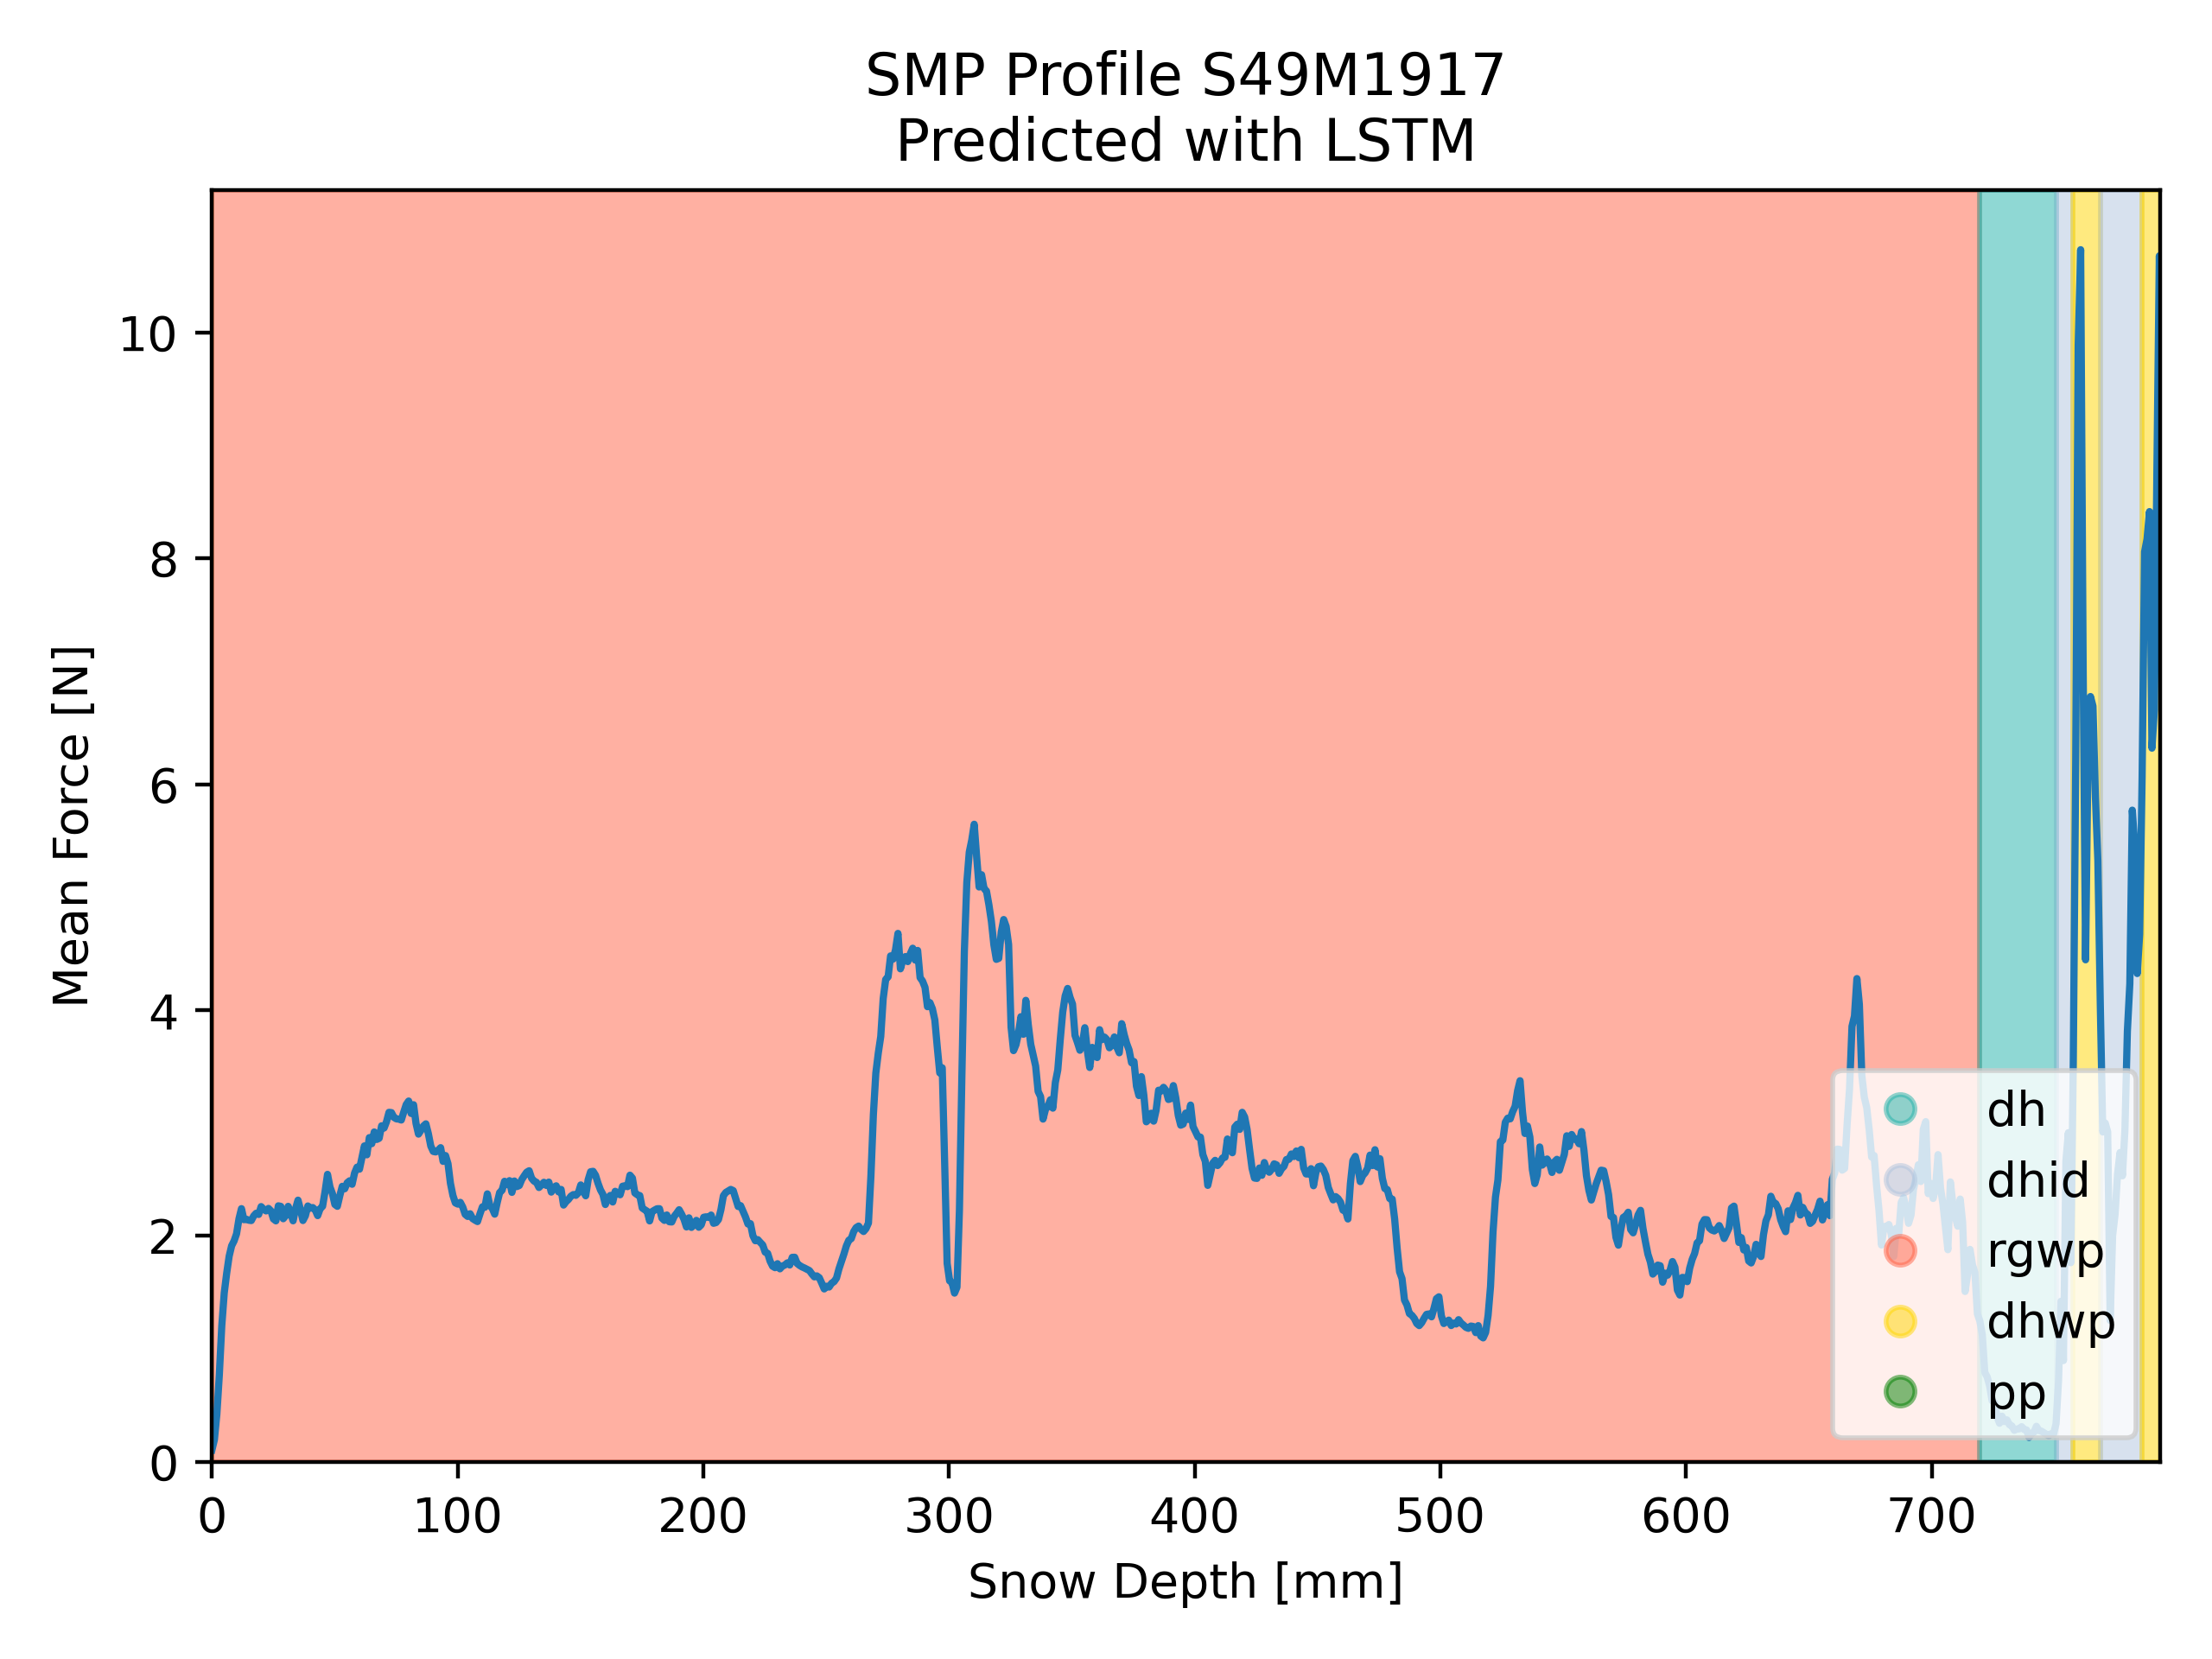 SMP Profile S49M1917
Predicted with LSTM
Mean Force [N]
10
8
6
4
2
0
dh
dhid
rgwp
dhwp
pp
0 100 200 300 400 500 600 700
Snow Depth [mm]